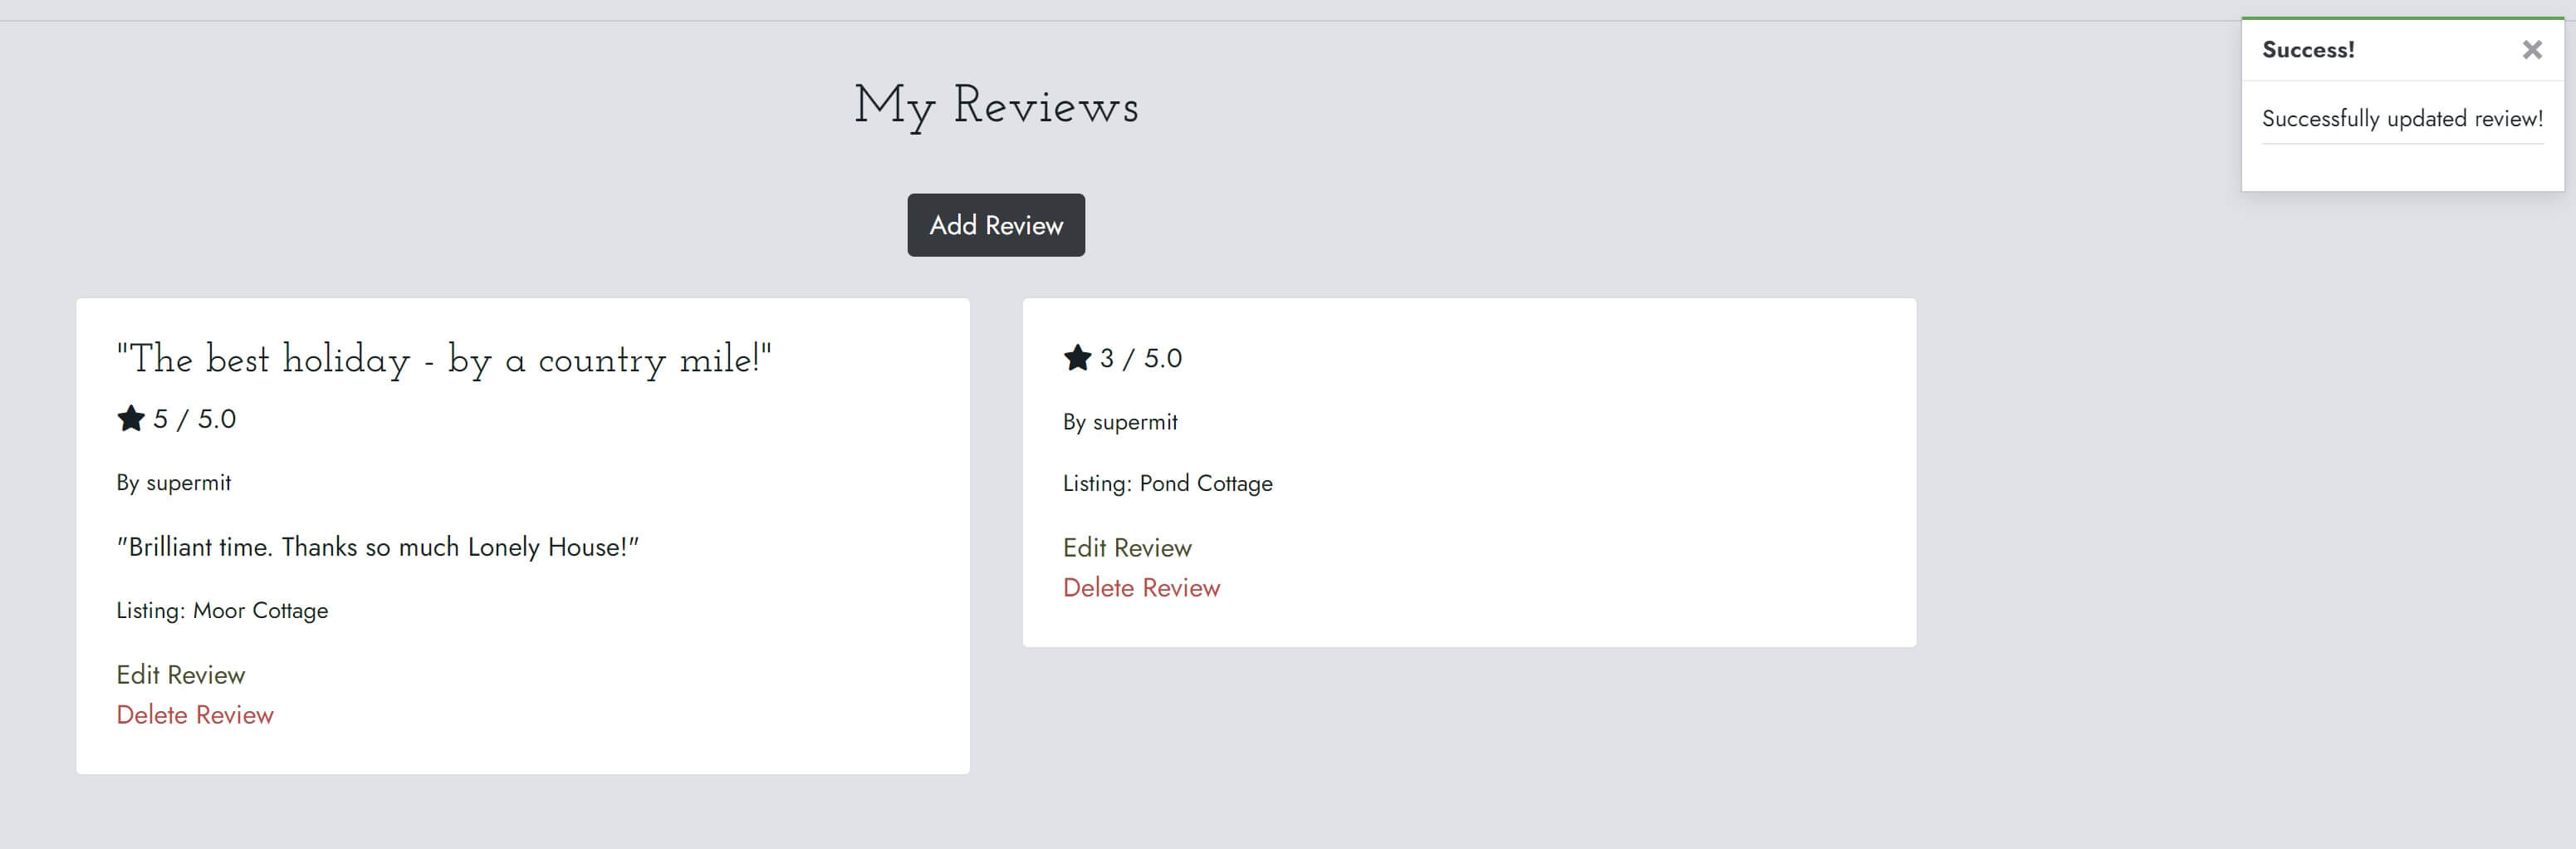 Success!
Successfully updated review!
My Reviews
Add Review
"The best holiday - by a country mile!"
5 / 5.0
By supermit
"Brilliant time. Thanks so much Lonely House!"
Listing: Moor Cottage
Edit Review
Delete Review
3 / 5.0
By supermit
Listing: Pond Cottage
Edit Review
Delete Review